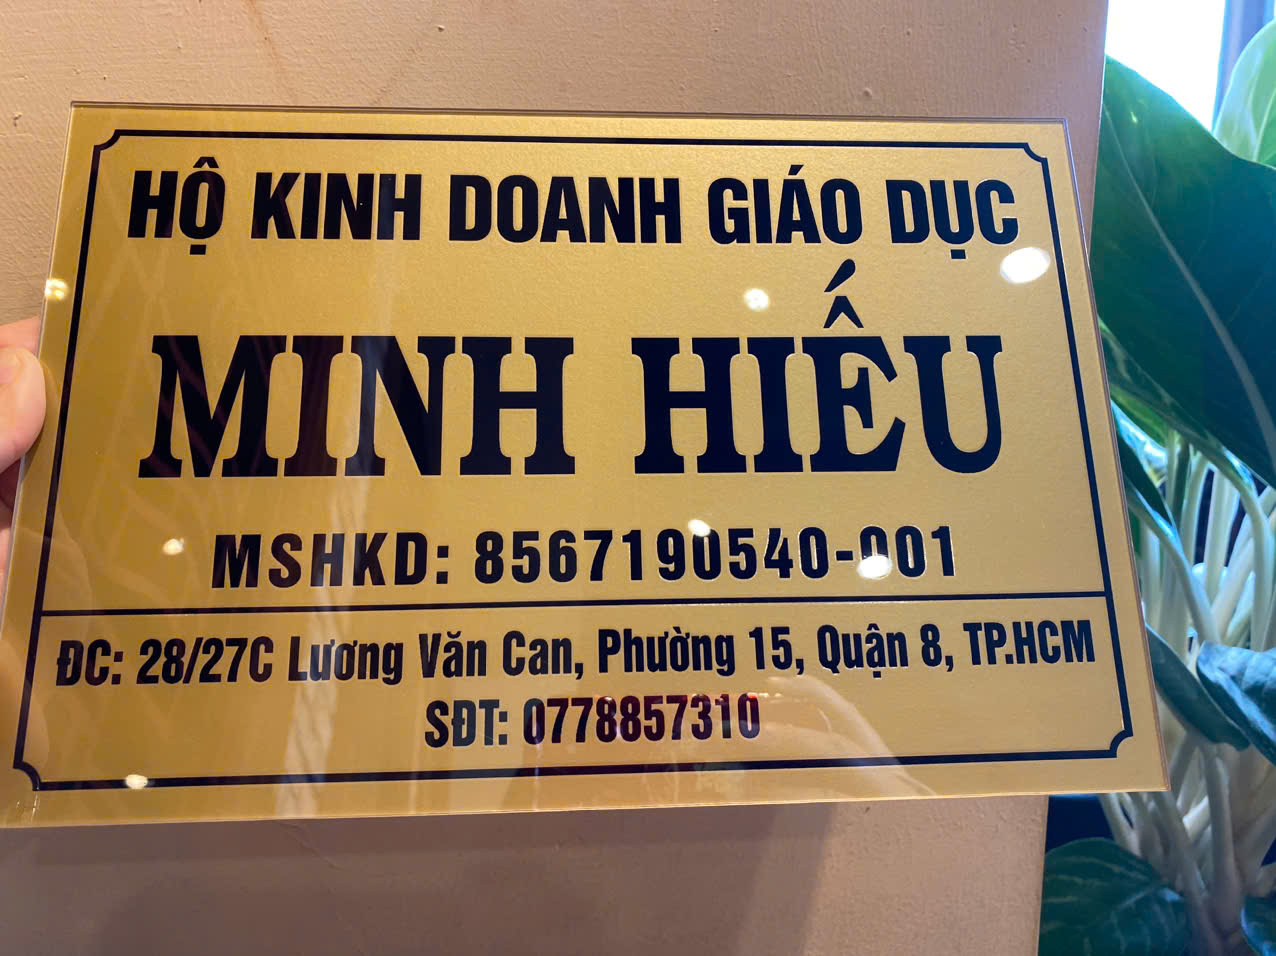 HỘ KINH DOANH GIÁO DỤC
MINH HIẾU
MSHKD: 8567190540-001
ĐC: 28/27C Lương Văn Can, Phường 15, Quận 8, TP.HCM
SĐT: 0778857310